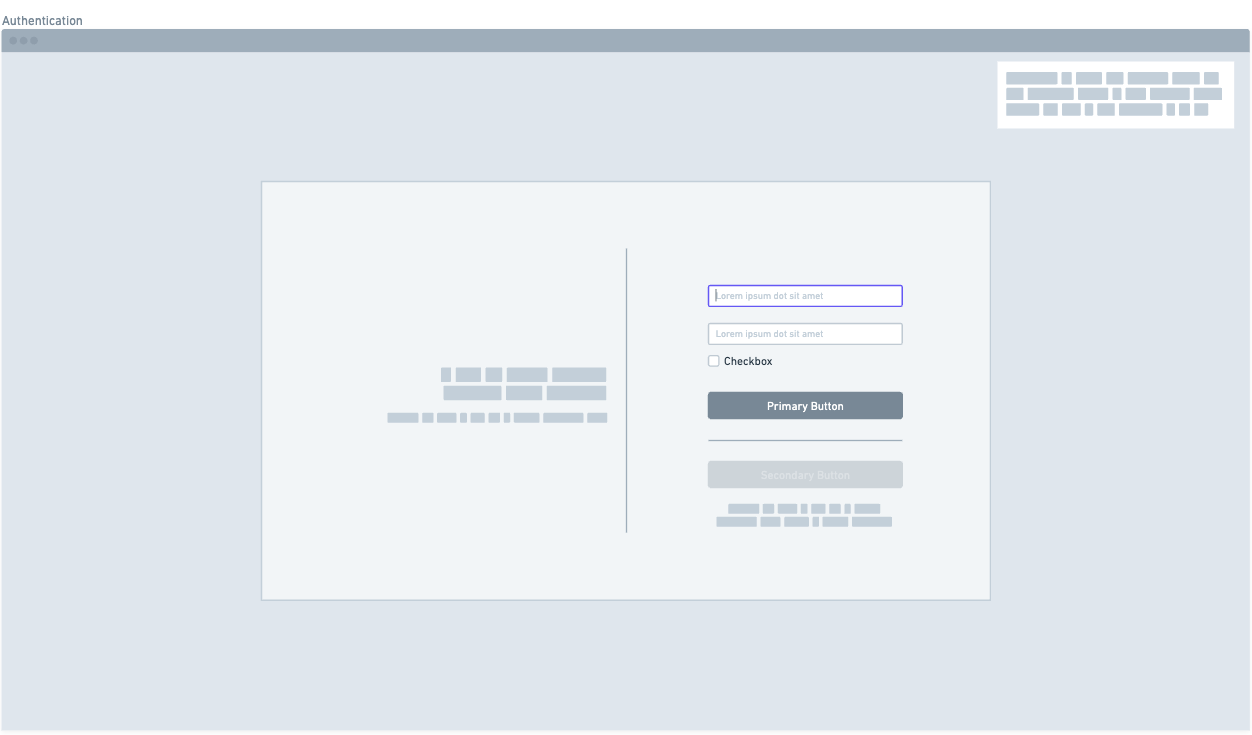 Authentication
Lorem ipsum dot sit amet
Lorem ipsum dot sit amet
Checkbox
Primary Button
Secondary Button